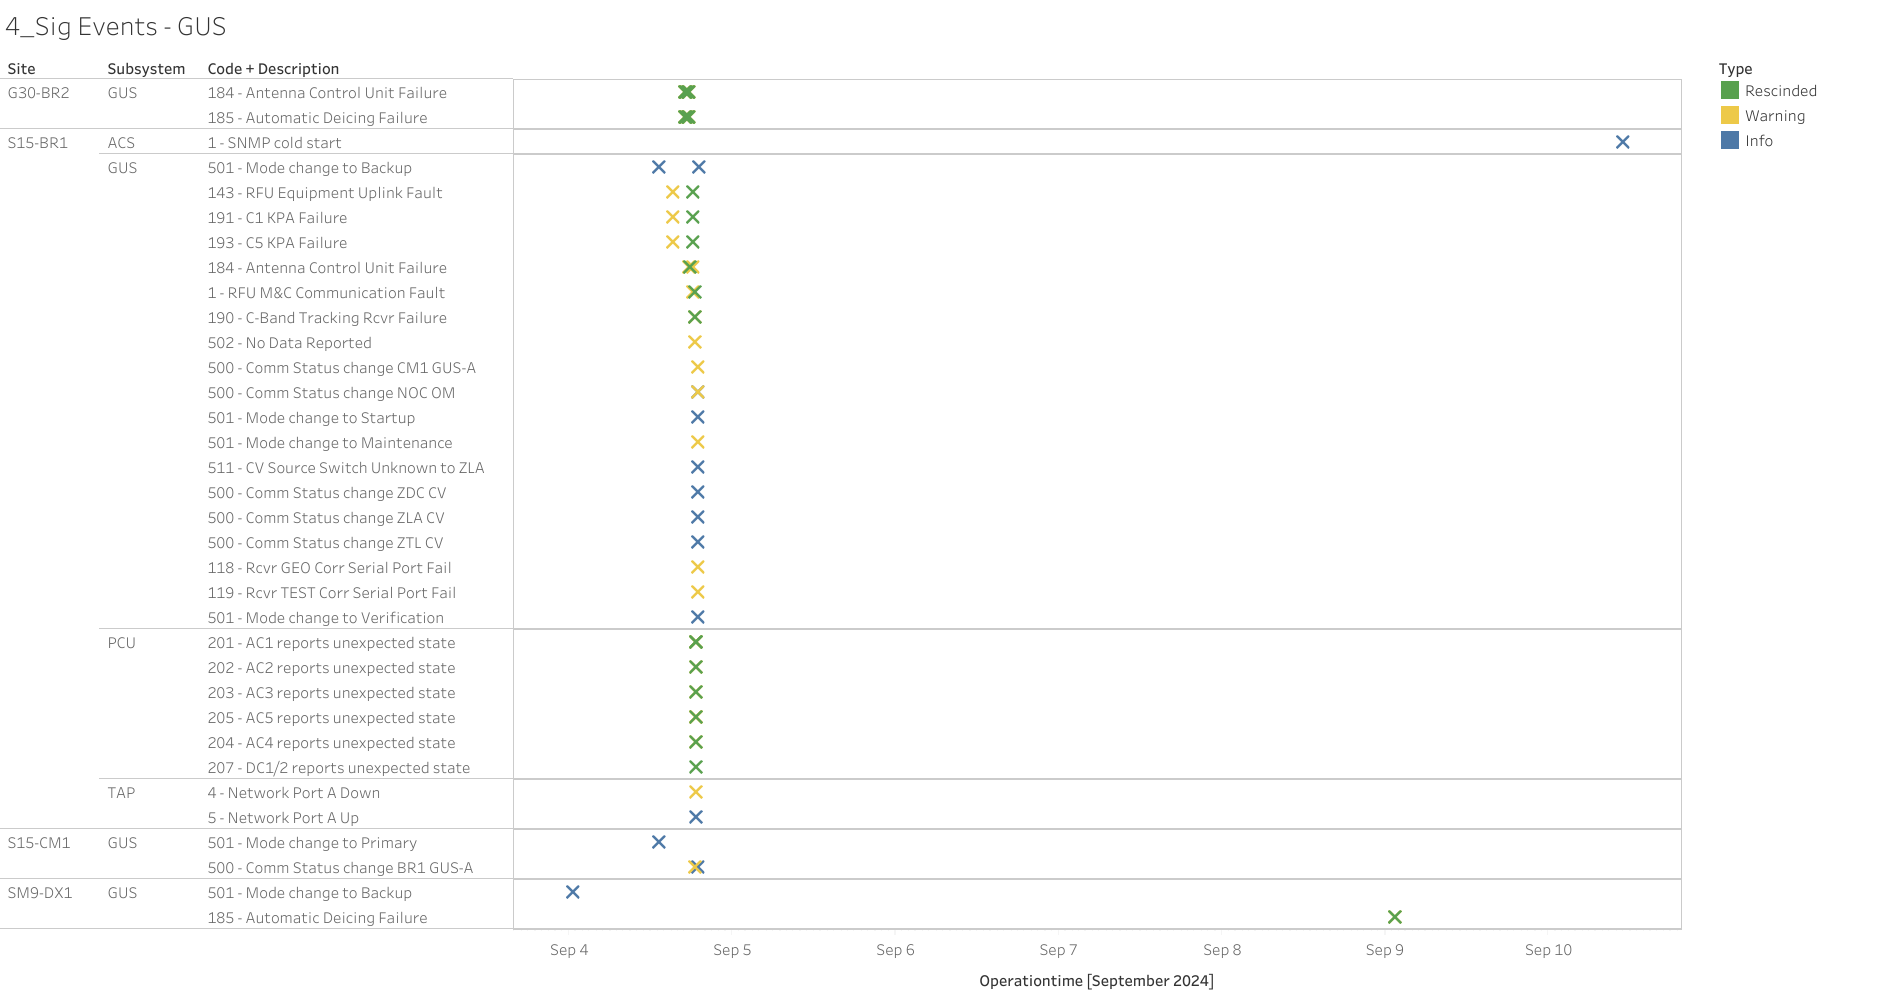 4_Sig Events - GUS
Site Subsystem Code + Description Type
G30-BR2 GUS 184 - Antenna Control Unit Failure Rescinded
185 - Automatic Deicing Failure Warning
S15-BR1 ACS 1 - SNMP cold start Info
GUS 501 - Mode change to Backup
143 - RFU Equipment Uplink Fault
191 - C1 KPA Failure
193 - C5 KPA Failure
184 - Antenna Control Unit Failure
1 - RFU M&C Communication Fault
190 - C-Band Tracking Rcvr Failure
502 - No Data Reported
500 - Comm Status change CM1 GUS-A
500 - Comm Status change NOC OM
501 - Mode change to Startup
501 - Mode change to Maintenance
511 - CV Source Switch Unknown to ZLA
500 - Comm Status change ZDC CV
500 - Comm Status change ZLA CV
500 - Comm Status change ZTL CV
118 - Rcvr GEO Corr Serial Port Fail
119 - Rcvr TEST Corr Serial Port Fail
501 - Mode change to Verification
PCU 201 - AC1 reports unexpected state
202 - AC2 reports unexpected state
203 - AC3 reports unexpected state
205 - AC5 reports unexpected state
204 - AC4 reports unexpected state
207 - DC1/2 reports unexpected state
TAP 4 - Network Port A Down
5 - Network Port A Up
S15-CM1 GUS 501 - Mode change to Primary
500 - Comm Status change BR1 GUS-A
SM9-DX1 GUS 501 - Mode change to Backup
185 - Automatic Deicing Failure
Sep 4 Sep 5 Sep 6 Sep 7 Sep 8 Sep 9 Sep 10
Operationtime [September 2024]